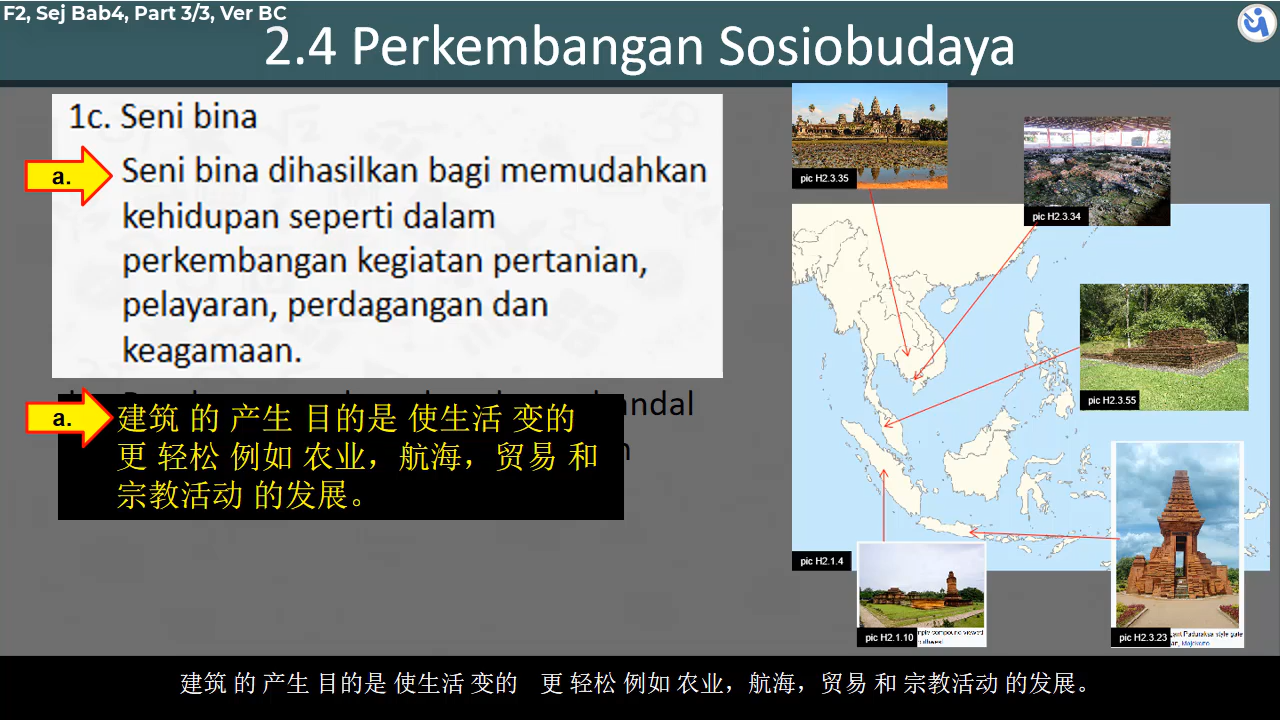 F2, Sej Bab4, Part 3/3, Ver BC
2.4 Perkembangan Sosiobudaya
1c. Seni bina
a.
Seni bina dihasilkan bagi memudahkan
kehidupan seperti dalam
perkembangan kegiatan pertanian,
pelayaran, perdagangan dan
keagamaan.
a.
建筑 的 产生 目的是 使生活 变的
更 轻松 例如 农业，航海，贸易 和
宗教活动 的发展。
pic H2.3.35
pic H2.3.34
pic H2.3.55
pic H2.1.4
pic H2.1.10
pic H2.3.23
建筑 的 产生 目的是 使生活 变的 更 轻松 例如 农业，航海，贸易 和 宗教活动 的发展。